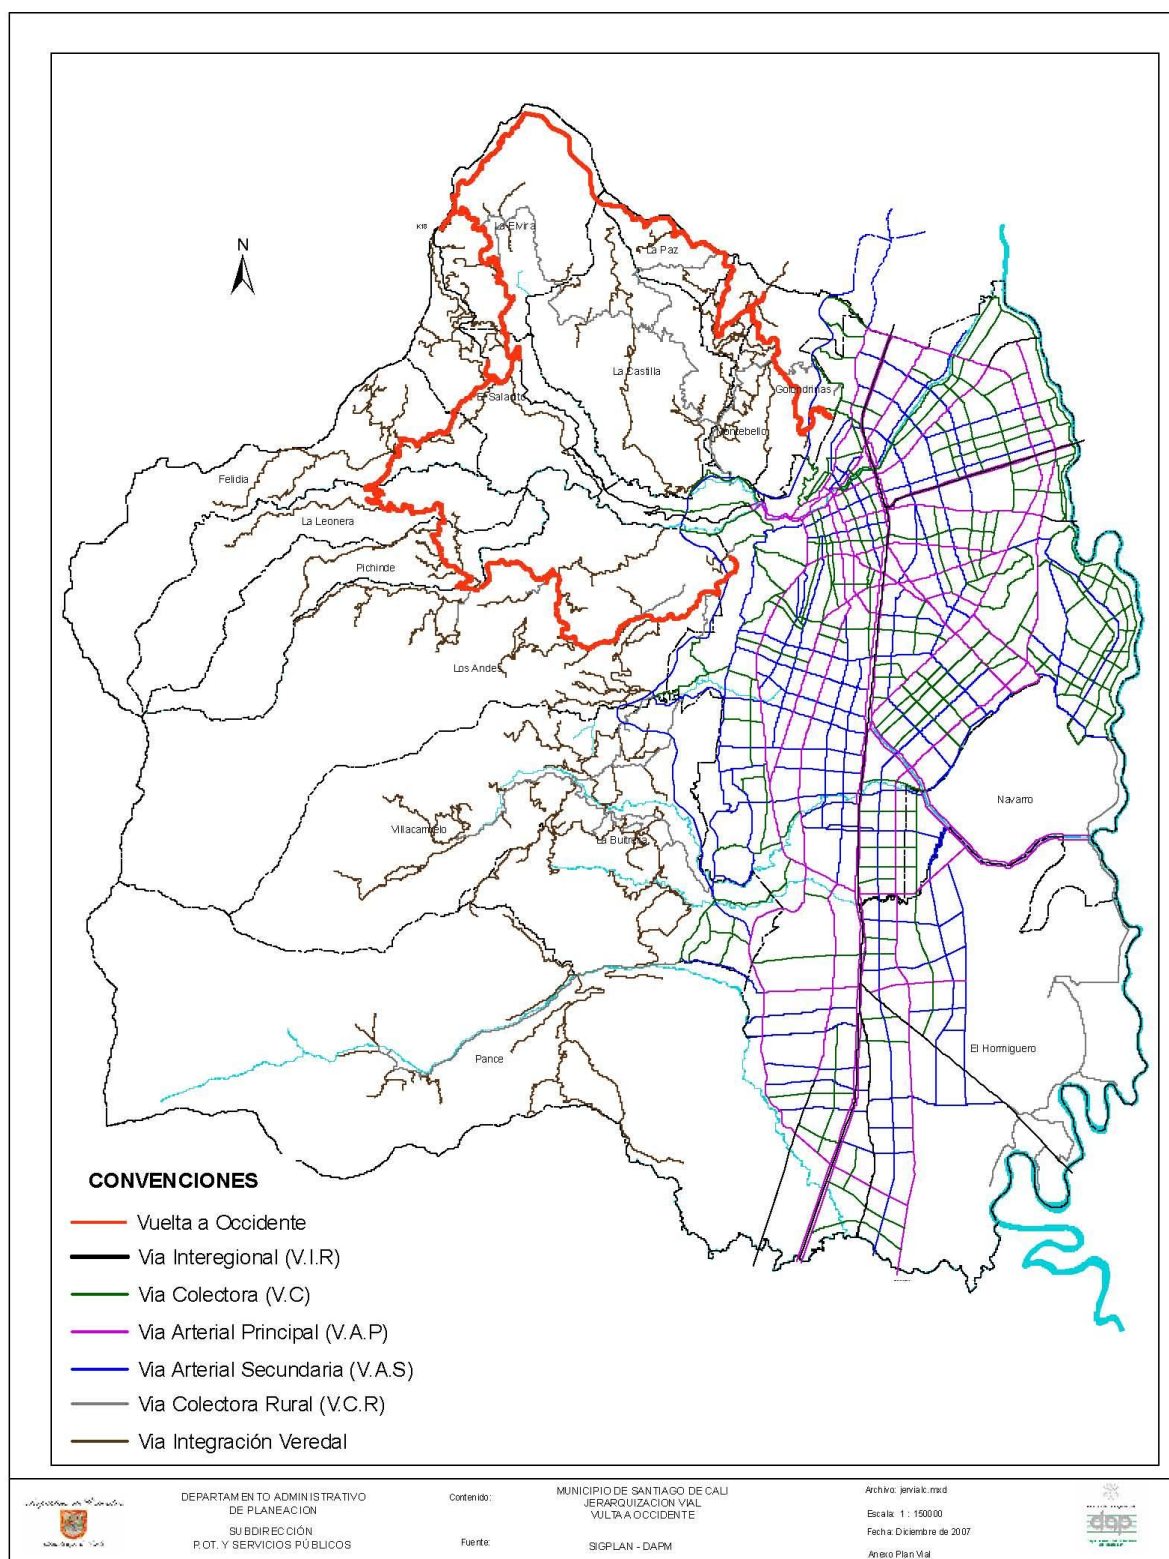 N
K18
La Elvira
La Paz
La Castilla
Golondrinas
El Saladito
Montebello
Felidia
La Leonera
Pichinde
Los Andes
Navarro
Villacarmelo
La Buitrera
El Hormiguero
Pance
CONVENCIONES
Vuelta a Occidente
Via Interegional (V.I.R)
Via Colectora (V.C)
Via Arterial Principal (V.A.P)
Via Arterial Secundaria (V.A.S)
Via Colectora Rural (V.C.R)
Via Integración Veredal
DEPARTAMENTO ADMINISTRATIVO
DE PLANEACION
SUBDIRECCIÓN
P.OT. Y SERVICIOS PÚBLICOS
Contenido:
Fuente:
MUNICIPIO DE SANTIAGO DE CALI
JERARQUIZACION VIAL
VULTA A OCCIDENTE
SIGPLAN - DAPM
Archivo: jervialc.mxd
Escala: 1 : 150000
Fecha: Diciembre de 2007
Anexo Plan Vial
dap